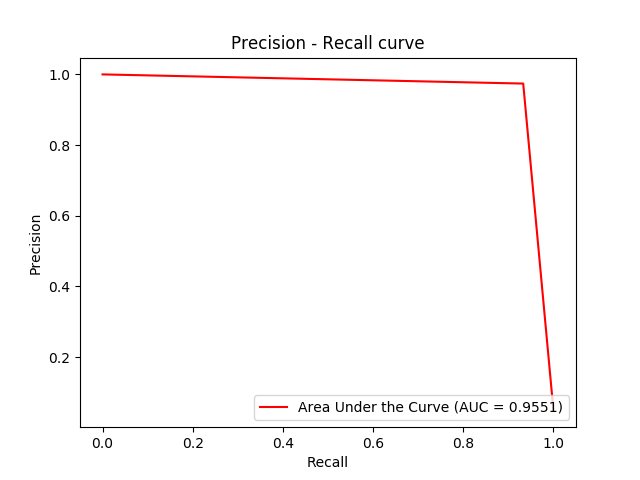 Precision - Recall curve
1.0
0.8
0.6
0.4
0.2
Precision
Area Under the Curve (AUC = 0.9551)
0.0 0.2 0.4 0.6 0.8 1.0
Recall